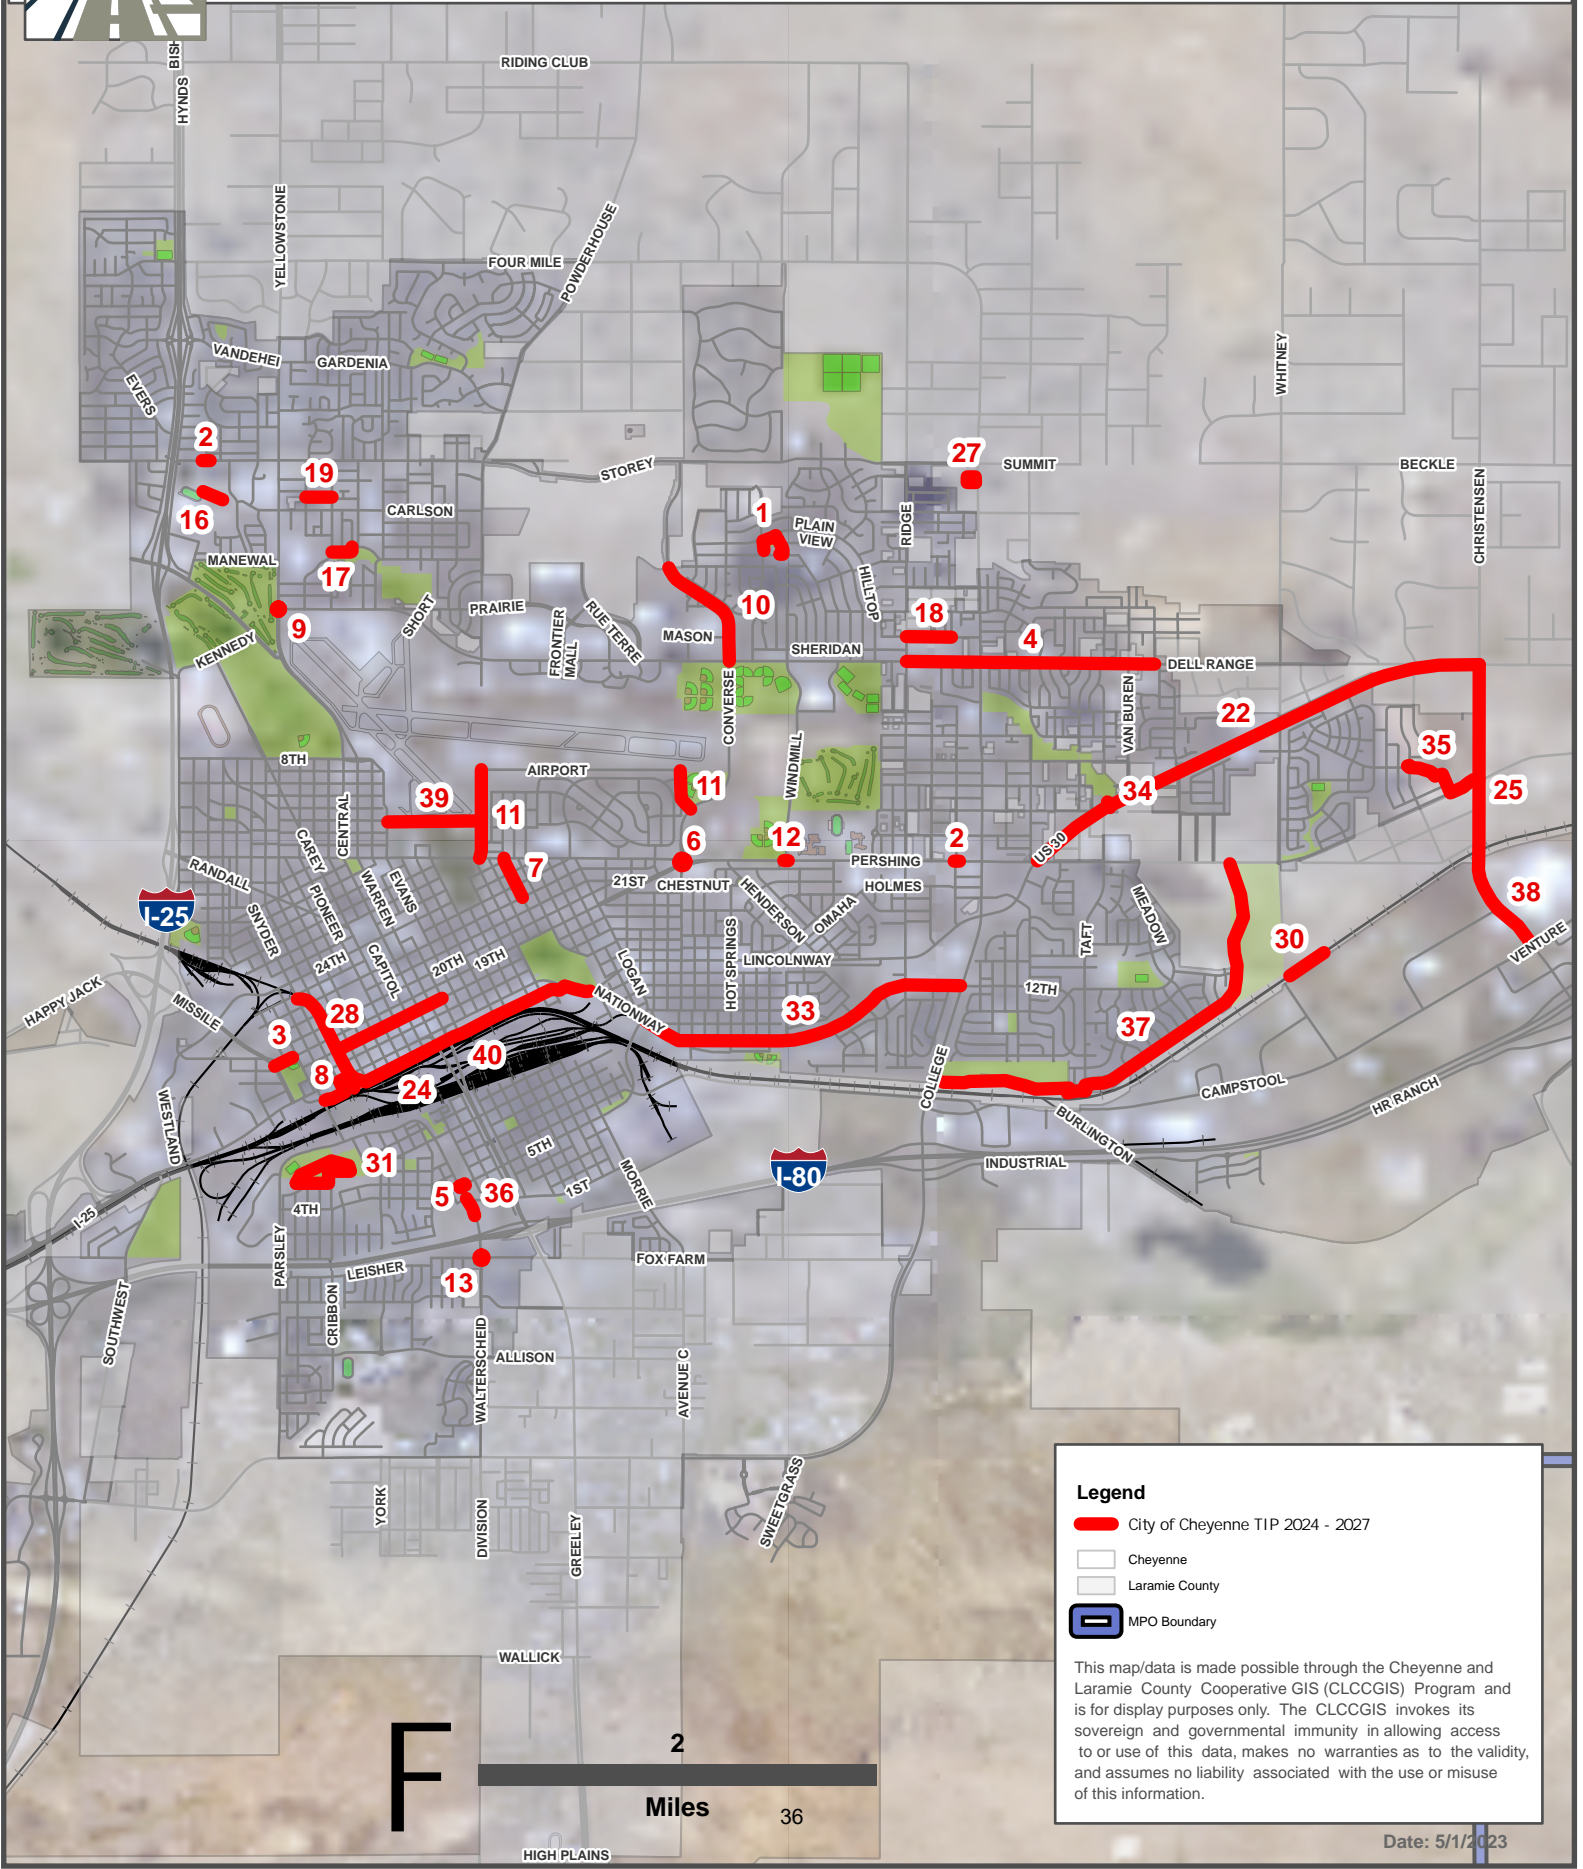 BISH
HYNDS
RIDING CLUB
YELLOWSTONE
POWDERHOUSE
FOUR MILE
VANDEHEI
GARDENIA
EVERS
WHITNEY
2
19
16
CARLSON
STOREY
27
SUMMIT
BECKLE
CHRISTENSEN
1
PLAIN
VIEW
RIDGE
MANEWAL
17
HILLTOP
9
SHORT
PRAIRIE
FRONTIER
MALL
RUE TERRE
10
MASON
18
4
SHERIDAN
DELL RANGE
KENNEDY
CONVERSE
VAN BUREN
22
8TH
AIRPORT
WINDMILL
35
39
11
11
34
25
CENTRAL
CAREY
WARREN
EVANS
7
6
12
2
US 30
PERSHING
21ST
CHESTNUT
HOLMES
RANDALL
PIONEER
HENDERSON
OMAHA
MEADOW
38
I-25
SNYDER
24TH
CAPITOL
20TH
19TH
LOGAN
HOT SPRINGS
LINCOLNWAY
TAFT
30
VENTURE
HAPPY JACK
MISSILE
28
NATIONWAY
33
12TH
37
3
8
40
24
COLLEGE
CAMPSTOOL
HR RANCH
WESTLAND
BURLINGTON
5TH
31
I-80
INDUSTRIAL
5
36
1ST
MORRIE
4TH
I-25
PARSLEY
LEISHER
13
FOX FARM
SOUTHWEST
CRIBBON
WALTERSCHEID
ALLISON
AVENUE C
YORK
DIVISION
GREELEY
SWEETGRASS
WALLICK
F
2
Miles
36
HIGH PLAINS
Legend
City of Cheyenne TIP 2024 - 2027
Cheyenne
Laramie County
MPO Boundary
This map/data is made possible through the Cheyenne and
Laramie County Cooperative GIS (CLCCGIS) Program and
is for display purposes only. The CLCCGIS invokes its
sovereign and governmental immunity in allowing access
to or use of this data, makes no warranties as to the validity,
and assumes no liability associated with the use or misuse
of this information.
Date: 5/1/2023